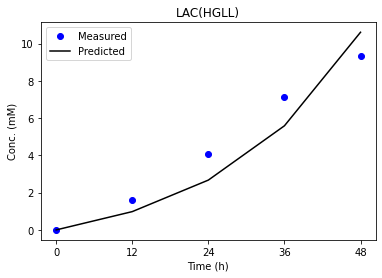 LAC(HGLL)
Measured
Predicted
Conc. (mM)
10
8
6
4
2
0
0 12 24 36 48
Time (h)